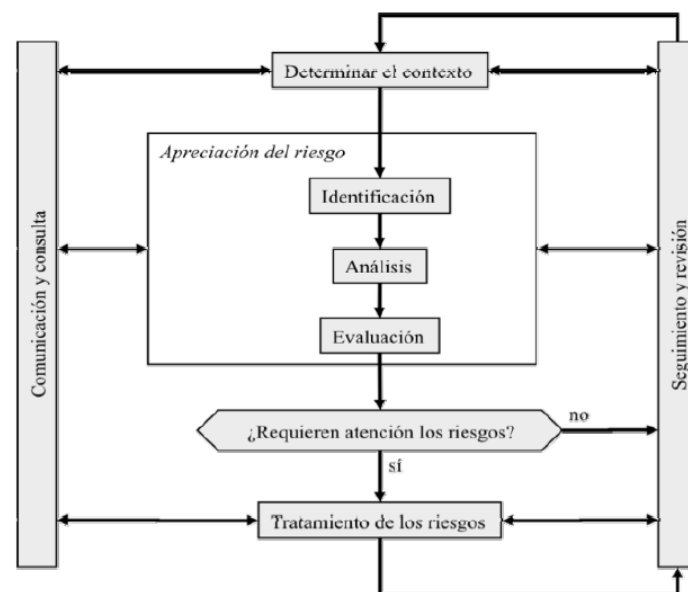 Determinar el contexto
Apreciación del riesgo
Identificación
Análisis
Evaluación
¿Requieren atención los riesgos?
no
sí
Tratamiento de los riesgos
Comunicación y consulta
Seguimiento y revisión